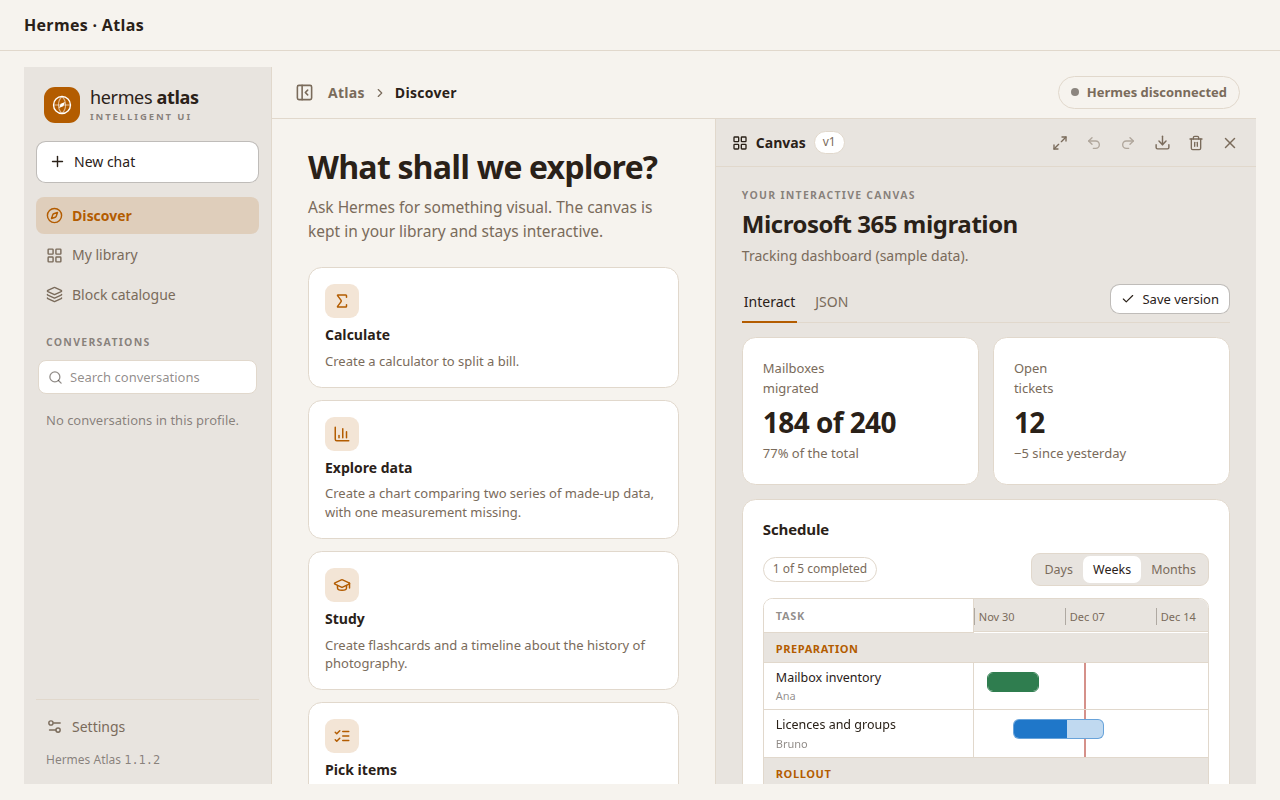 Hermes · Atlas
hermes atlas
INTELLIGENT UI
New chat
Discover
My library
Block catalogue
CONVERSATIONS
Search conversations
No conversations in this profile.
Settings
Hermes Atlas 1.1.2
Atlas > Discover
Hermes disconnected
What shall we explore?
Ask Hermes for something visual. The canvas is
kept in your library and stays interactive.
Calculate
Create a calculator to split a bill.
Explore data
Create a chart comparing two series of made-up data,
with one measurement missing.
Study
Create flashcards and a timeline about the history of
photography.
Pick items
Canvas v1
YOUR INTERACTIVE CANVAS
Microsoft 365 migration
Tracking dashboard (sample data).
Interact JSON
Save version
Mailboxes
migrated
184 of 240
77% of the total
Open
tickets
12
−5 since yesterday
Schedule
1 of 5 completed
Days Weeks Months
TASK Nov 30 Dec 07 Dec 14
PREPARATION
Mailbox inventory
Ana
Licences and groups
Bruno
ROLLOUT